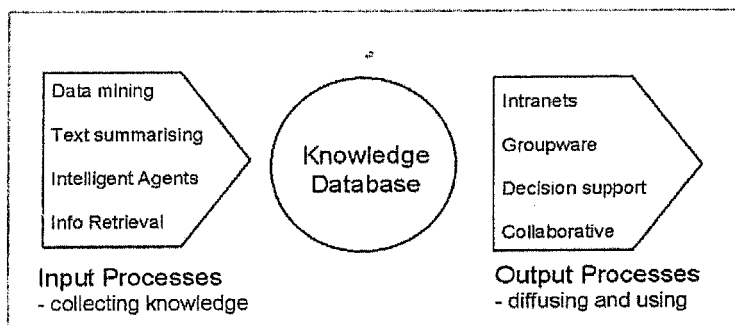 Data mining
Text summarising
Intelligent Agents
Info Retrieval
Input Processes
- collecting knowledge
Knowledge
Database
Intranets
Groupware
Decision support
Collaborative
Output Processes
- diffusing and using